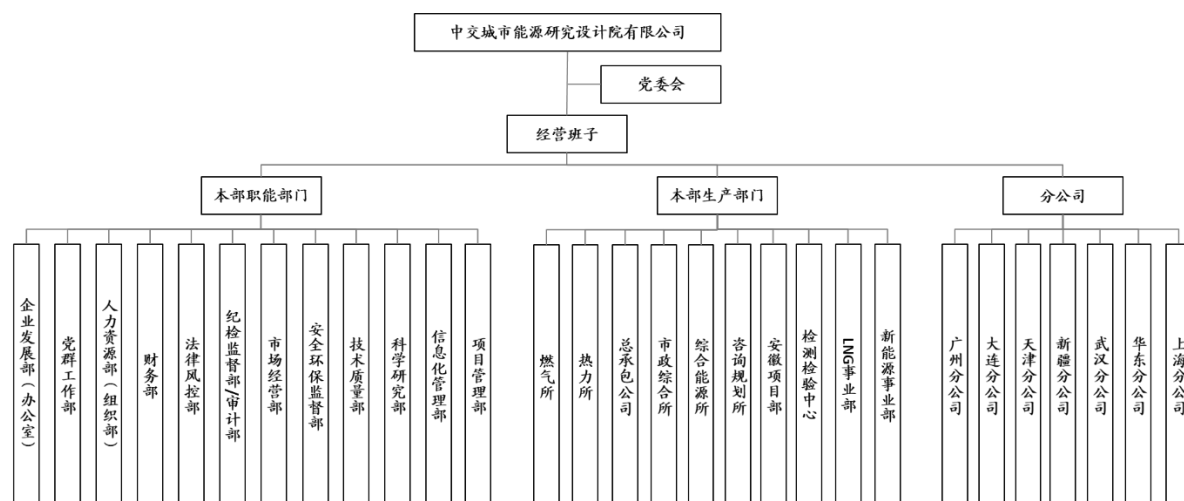 中交城市能源研究设计院有限公司
党委会
经营班子
本部职能部门
本部生产部门
分公司
企业发展部（办公室）
党群工作部
人力资源部（组织部）
财务部
法律风控部
纪检监督部/审计部
市场经营部
安全环保监督部
技术质量部
科学研究部
信息化管理部
项目管理部
燃气所
热力所
总承包公司
市政综合所
综合能源所
咨询规划所
安徽项目部
检测检验中心
LNG事业部
新能源事业部
广州分公司
大连分公司
天津分公司
新疆分公司
武汉分公司
华东分公司
上海分公司